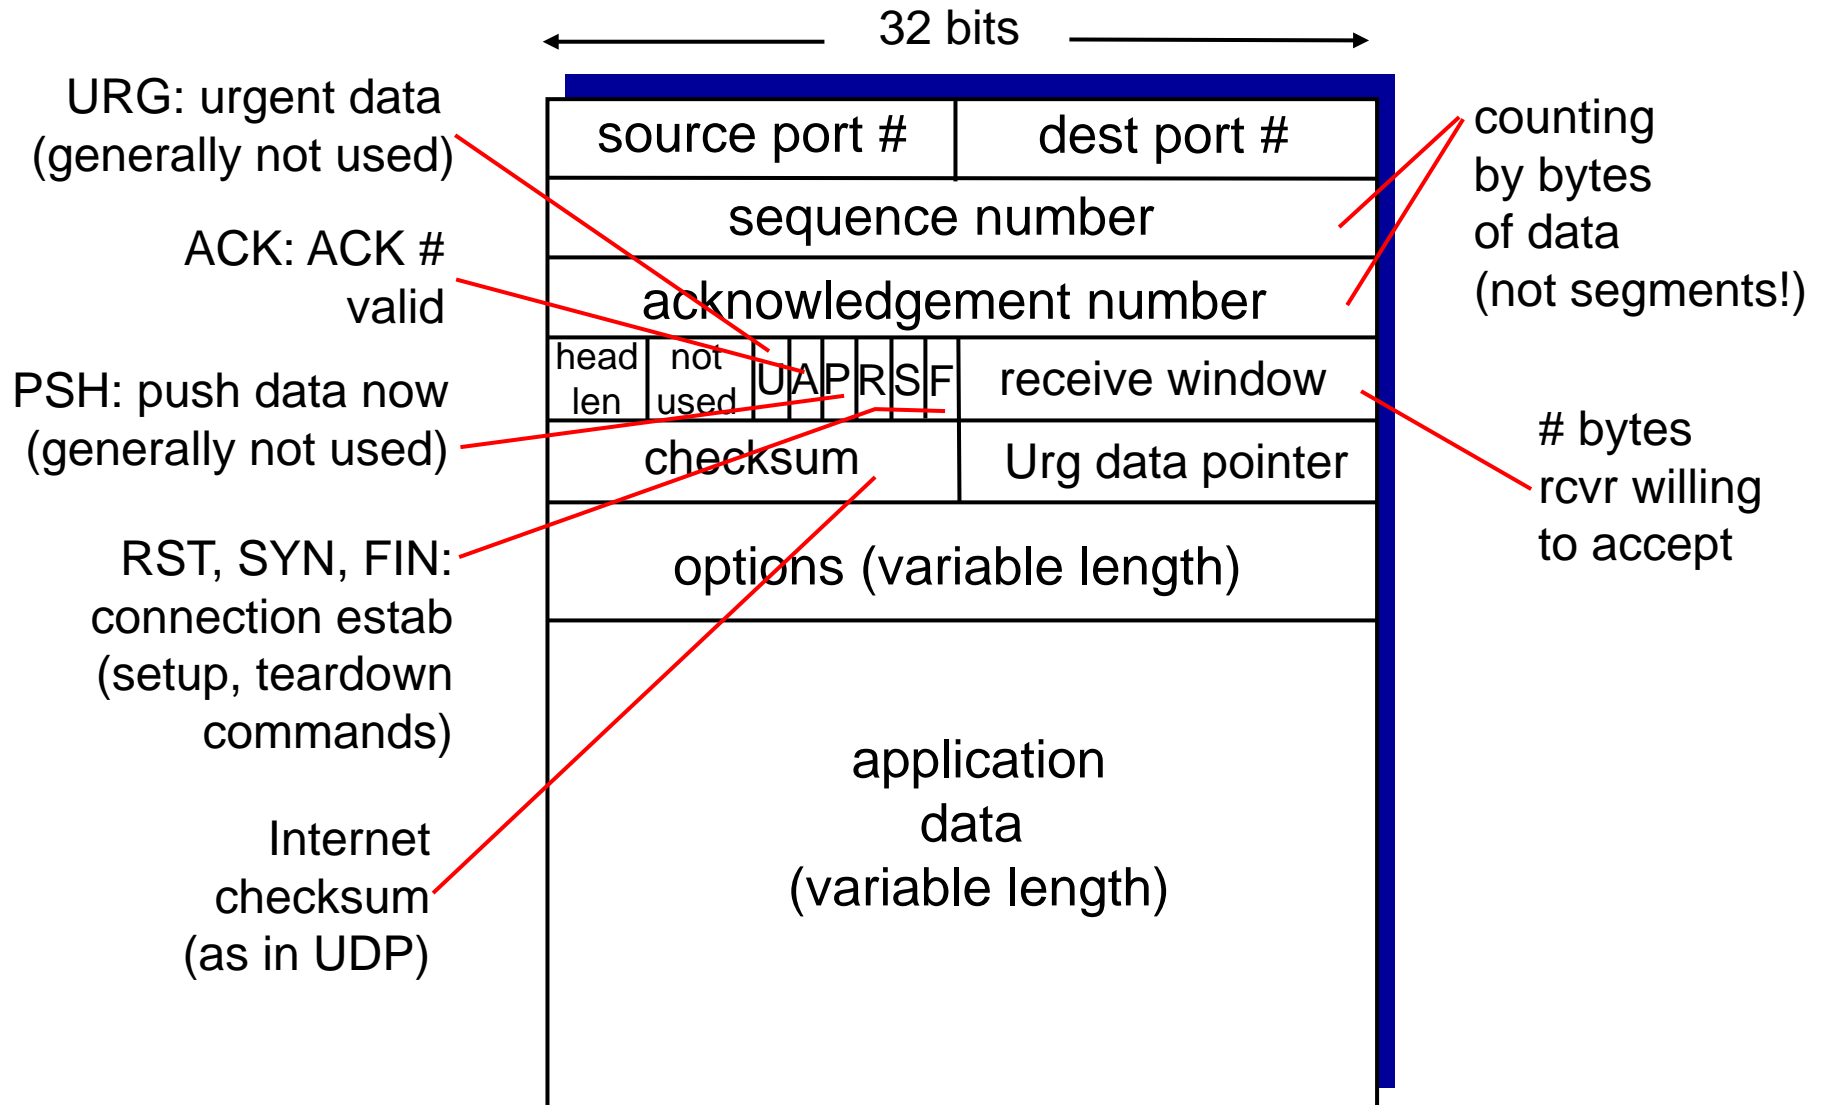 32 bits
URG: urgent data
(generally not used)
ACK: ACK #
valid
PSH: push data now
(generally not used)
RST, SYN, FIN:
connection estab
(setup, teardown
commands)
Internet
checksum
(as in UDP)
source port #
dest port #
sequence number
acknowledgement number
head
len
not
used
U A P R S F
receive window
checksum
Urg data pointer
options (variable length)
application
data
(variable length)
counting
by bytes
of data
(not segments!)
# bytes
rcvr willing
to accept